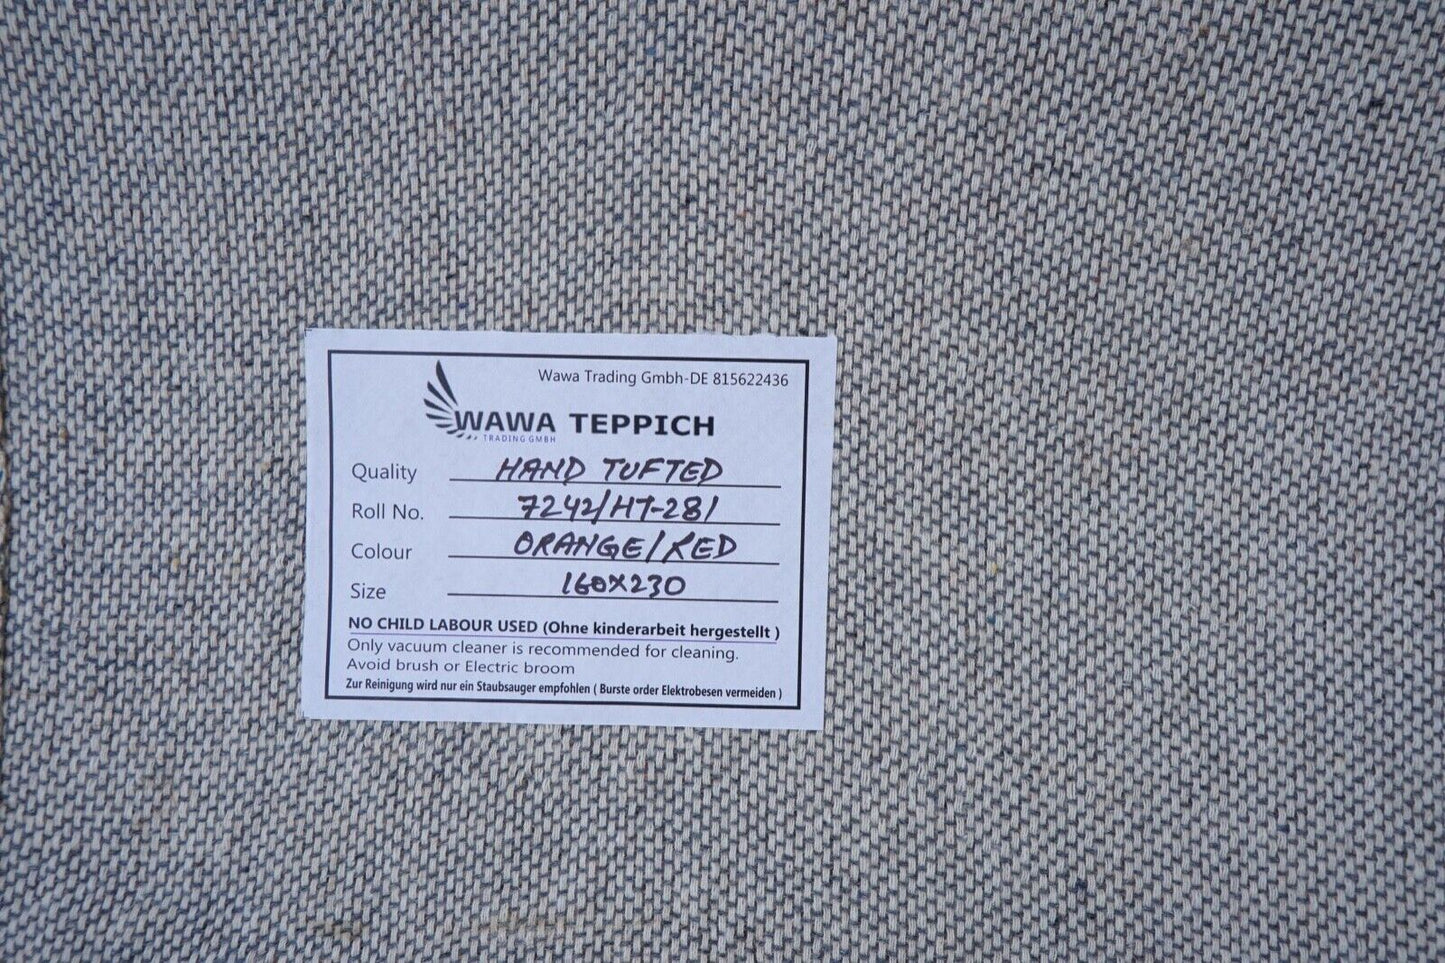 Wawa Trading Gmbh-DE 815622436
WAWA TEPPICH
TRADING GMBH
Quality HAND TUFTED
Roll No. 7242/HT-281
Colour ORANGE/RED
Size 160X230
NO CHILD LABOUR USED (Ohne kinderarbeit hergestellt )
Only vacuum cleaner is recommended for cleaning.
Avoid brush or Electric broom
Zur Reinigung wird nur ein Staubsauger empfohlen ( Burste order Elektrobesen vermeiden )